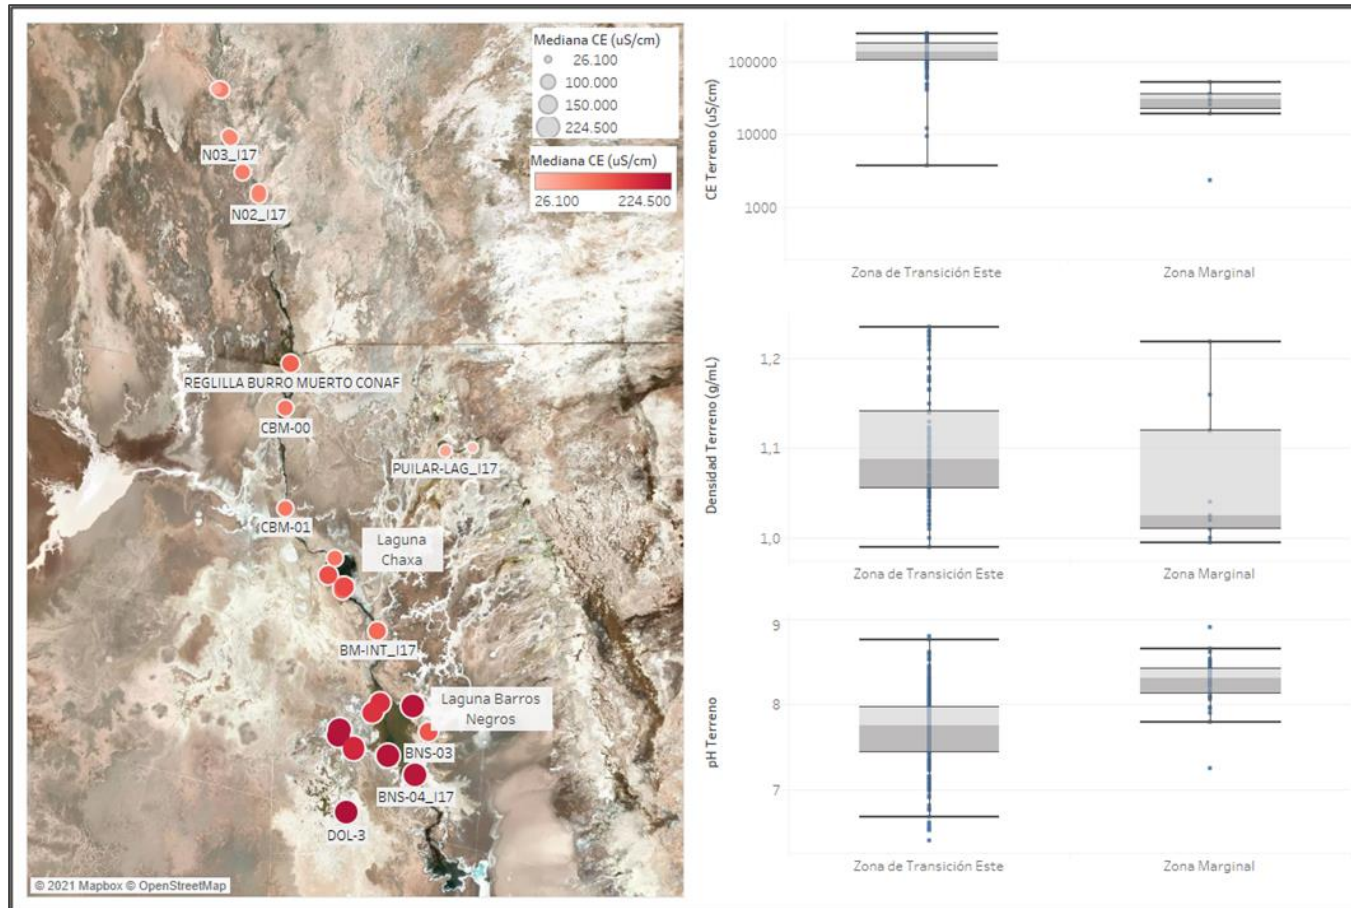 Mediana CE (uS/cm)
26.100
100.000
150.000
224.500
Mediana CE (uS/cm)
26.100 224.500
N03_I17
N02_I17
REGLILLA BURRO MUERTO CONAF
CBM-00
PUILAR-LAG_I17
CBM-01
Laguna
Chaxa
BM-INT_I17
Laguna Barros
Negros
BNS-03
BNS-04_I17
DOL-3
© 2021 Mapbox © OpenStreetMap
CE Terreno (uS/cm)
100000
10000
1000
Zona de Transición Este Zona Marginal
Densidad Terreno (g/mL)
1,2
1,1
1,0
Zona de Transición Este Zona Marginal
pH Terreno
9
8
7
Zona de Transición Este Zona Marginal